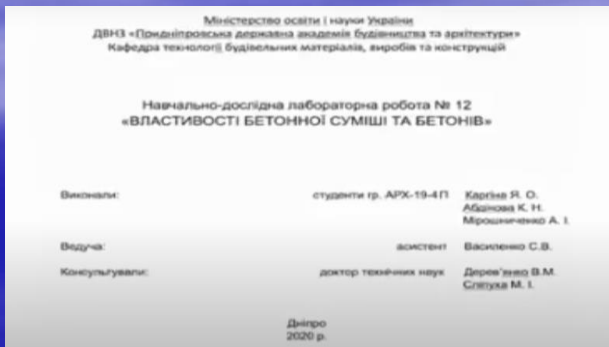 Міністерство освіти і науки України
ДВНЗ «Придніпровська державна академія будівництва та архітектури»
Кафедра технології будівельних матеріалів, виробів та конструкцій
Навчально-дослідна лабораторна робота № 12
«ВЛАСТИВОСТІ БЕТОННОЇ СУМІШІ ТА БЕТОНІВ»
Виконали: студенти гр. АРХ-19-4П Каргіна Я. О.
Абдінова К. Н.
Мірошниченко А. І.
Ведуча: асистент Василенко С.В.
Консультували: доктор технічних наук Дерев'янко В.М.
Сліпуха М. І.
Дніпро
2020 р.